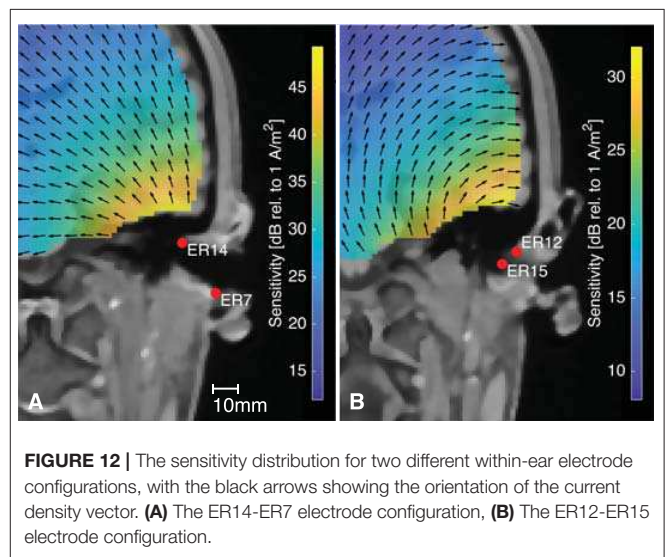 45
40
35
30
25
20
15
Sensitivity [dB rel. to 1 A/m²]
ER14
ER7
10mm
A
30
25
20
15
10
Sensitivity [dB rel. to 1 A/m²]
ER12
ER15
B
FIGURE 12 | The sensitivity distribution for two different within-ear electrode
configurations, with the black arrows showing the orientation of the current
density vector. (A) The ER14-ER7 electrode configuration, (B) The ER12-ER15
electrode configuration.